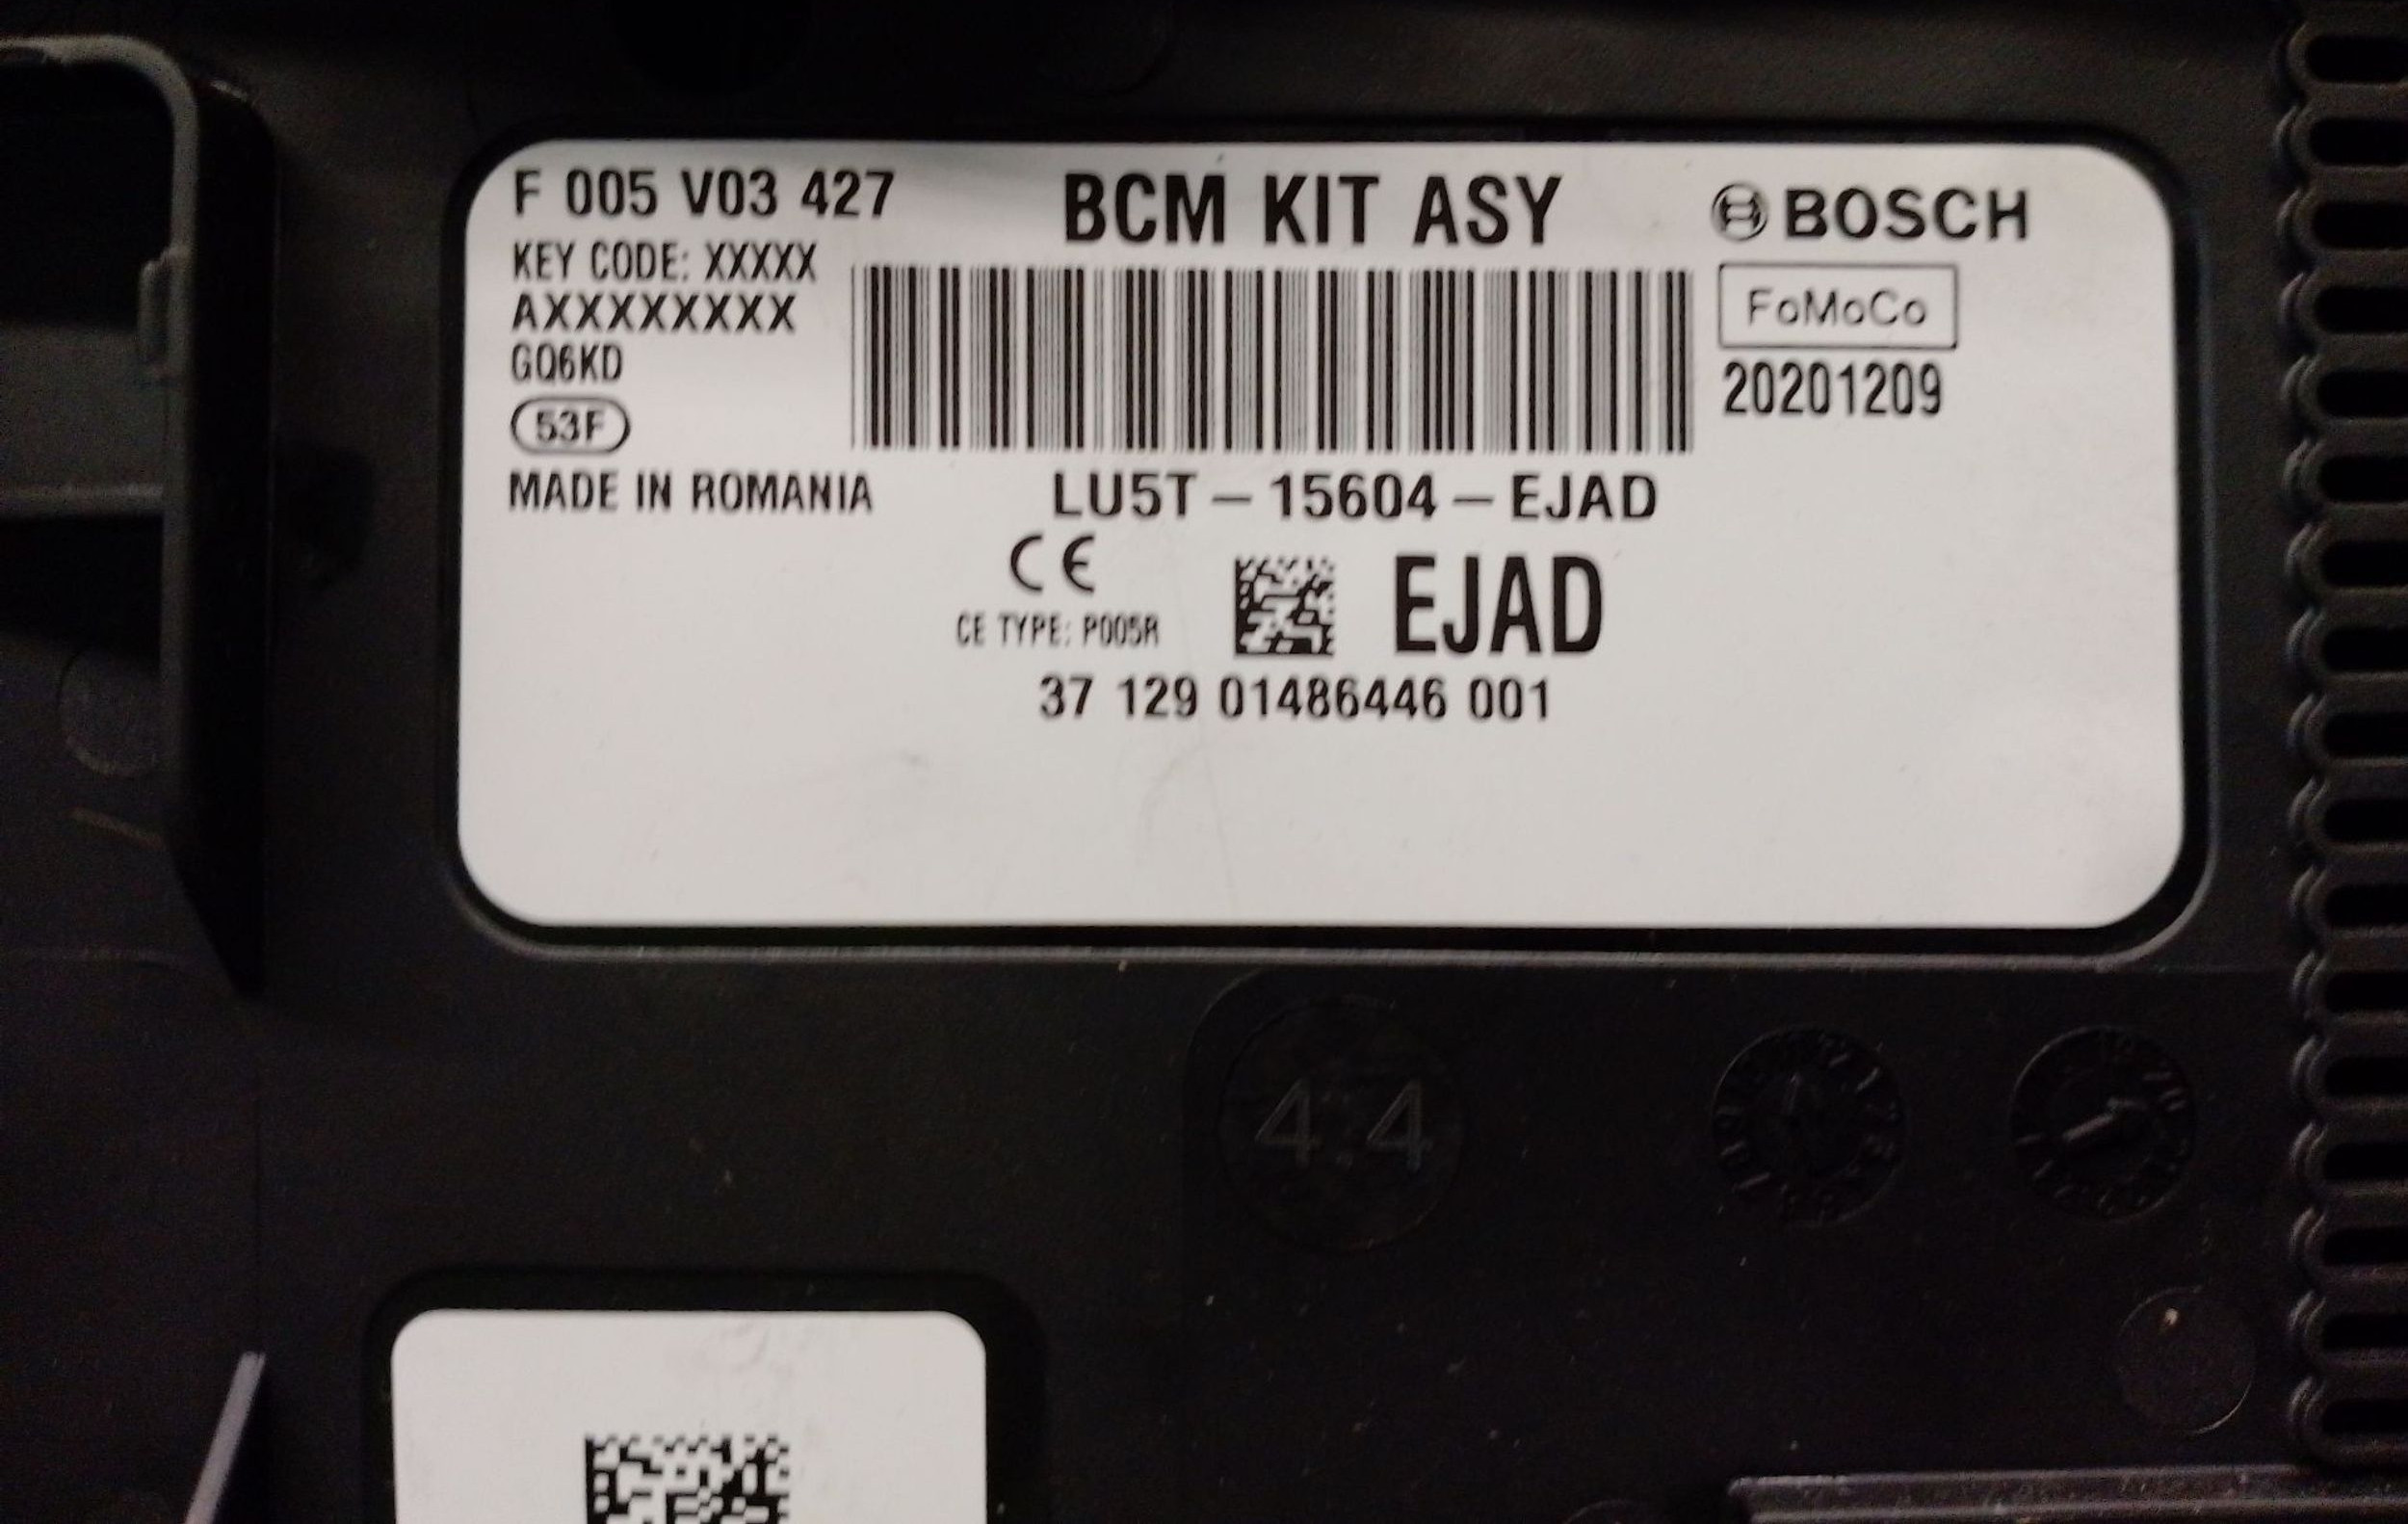 F 005 V03 427
BCM KIT ASY
BOSCH
KEY CODE: XXXXX
AXXXXXXXX
GQ6KD
53F
MADE IN ROMANIA
FoMoCo
20201209
LU5T - 15604 - EJAD
CE
CE TYPE: P005R
EJAD
37 129 01486446 001
4.4